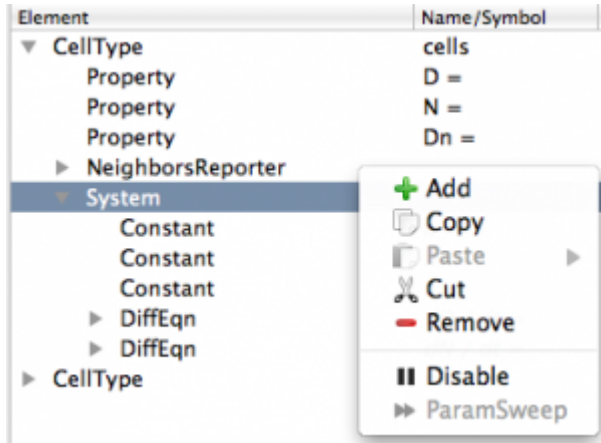 Element Name/Symbol
CellType cells
Property D =
Property N =
Property Dn =
NeighborsReporter
System
Constant
Constant
Constant
DiffEqn
DiffEqn
CellType
Add
Copy
Paste
Cut
Remove
Disable
ParamSweep